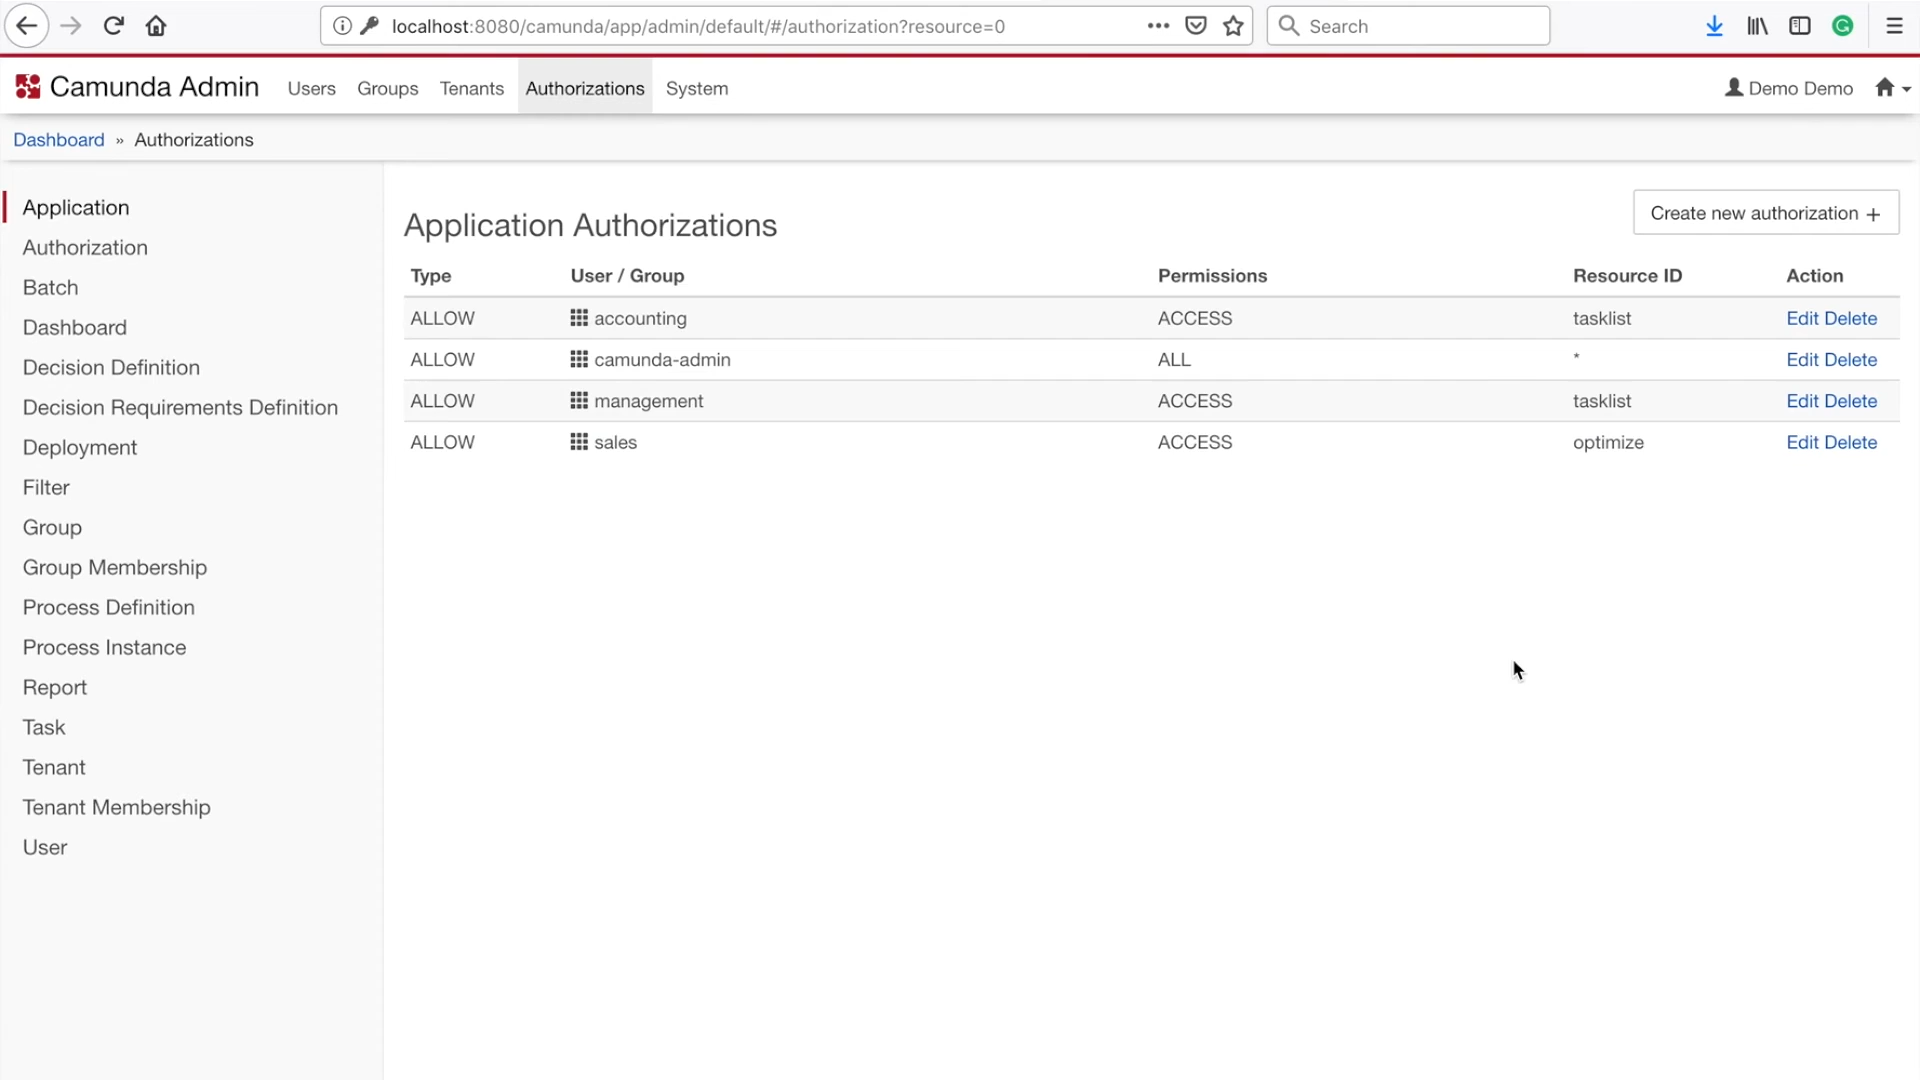 localhost:8080/camunda/app/admin/default/#/authorization?resource=0
Search
Camunda Admin Users Groups Tenants Authorizations System Demo Demo
Dashboard » Authorizations
Application
Authorization
Batch
Dashboard
Decision Definition
Decision Requirements Definition
Deployment
Filter
Group
Group Membership
Process Definition
Process Instance
Report
Task
Tenant
Tenant Membership
User
Application Authorizations
Create new authorization +
Type User / Group Permissions Resource ID Action
ALLOW accounting ACCESS tasklist Edit Delete
ALLOW camunda-admin ALL * Edit Delete
ALLOW management ACCESS tasklist Edit Delete
ALLOW sales ACCESS optimize Edit Delete